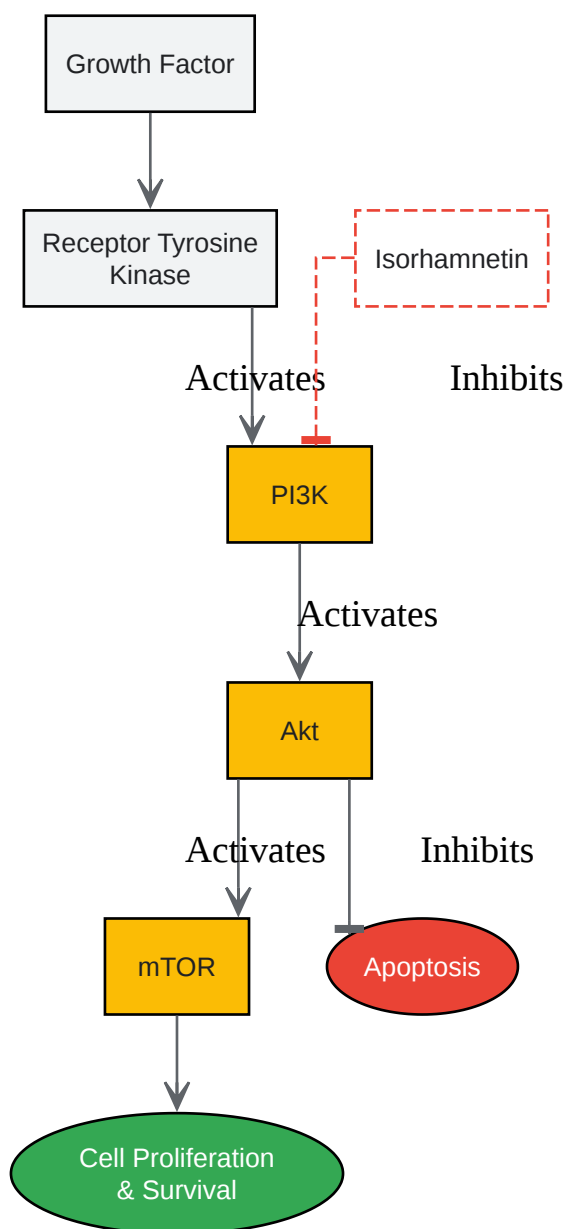 Growth Factor
Receptor Tyrosine
Kinase
Isorhamnetin
Activates
Inhibits
PI3K
Activates
Akt
Activates
Inhibits
mTOR
Apoptosis
Cell Proliferation
& Survival